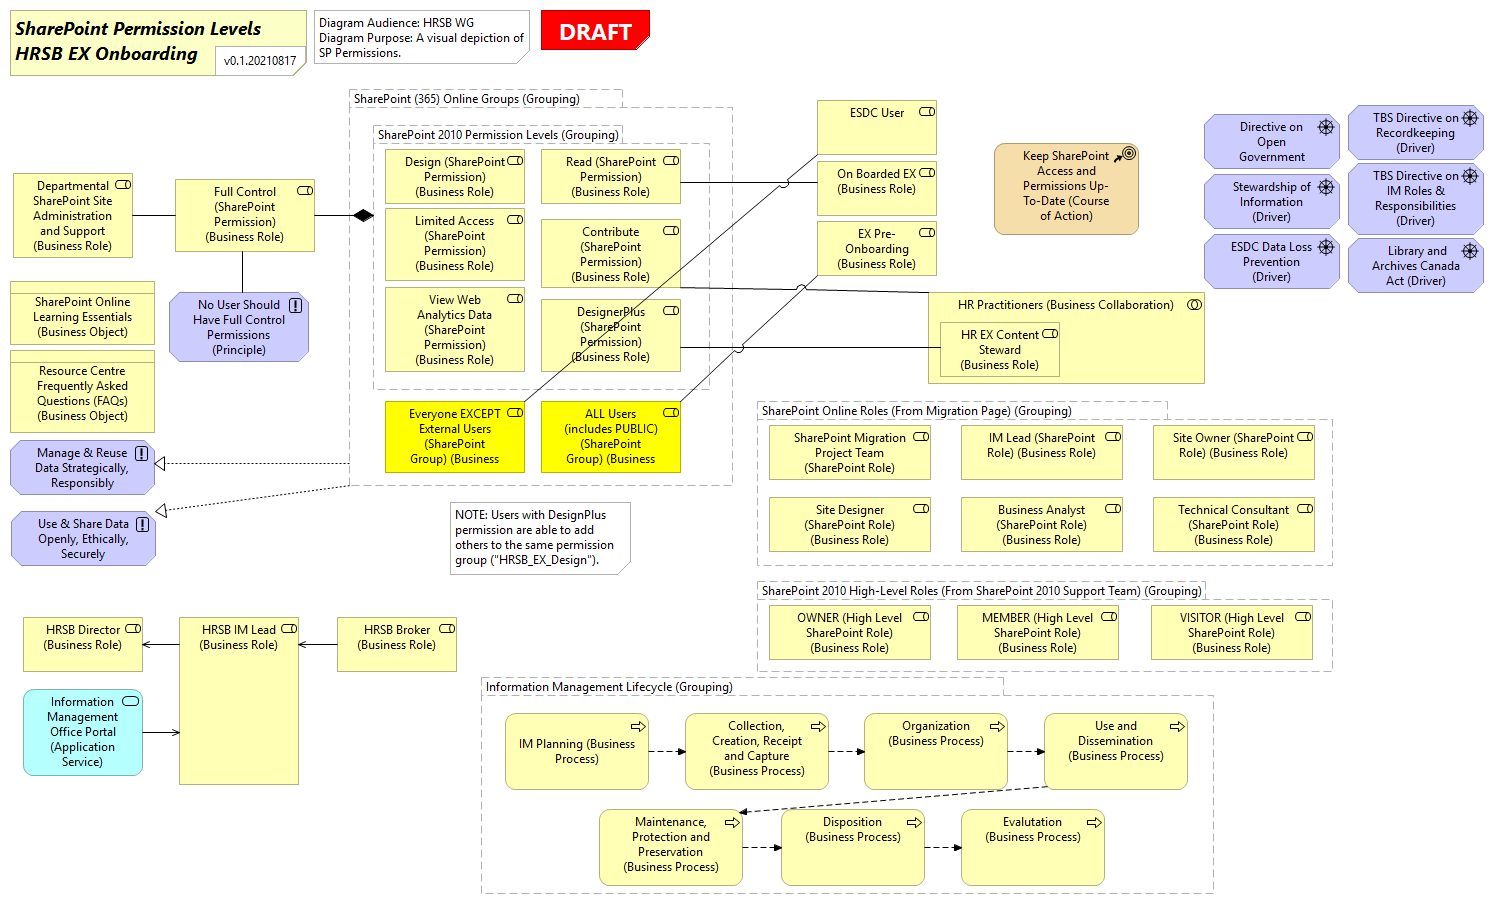 SharePoint Permission Levels
HRSB EX Onboarding
v0.1.20210817
Diagram Audience: HRSB WG
Diagram Purpose: A visual depiction of
SP Permissions.
DRAFT
SharePoint (365) Online Groups (Grouping)
SharePoint 2010 Permission Levels (Grouping)
Design (SharePoint
Permission)
(Business Role)
Read (SharePoint
Permission)
(Business Role)
Limited Access
(SharePoint
Permission)
(Business Role)
Contribute
(SharePoint
Permission)
(Business Role)
View Web
Analytics Data
(SharePoint
Permission)
(Business Role)
DesignerPlus
(SharePoint
Permission)
(Business Role)
Everyone EXCEPT
External Users
(SharePoint
Group) (Business
ALL Users
(includes PUBLIC)
(SharePoint
Group) (Business
Departmental
SharePoint Site
Administration
and Support
(Business Role)
Full Control
(SharePoint
Permission)
(Business Role)
No User Should
Have Full Control
Permissions
(Principle)
SharePoint Online
Learning Essentials
(Business Object)
Resource Centre
Frequently Asked
Questions (FAQs)
(Business Object)
Manage & Reuse
Data Strategically,
Responsibly
Use & Share Data
Openly, Ethically,
Securely
ESDC User
On Boarded EX
(Business Role)
EX Pre-
Onboarding
(Business Role)
HR Practitioners (Business Collaboration)
HR EX Content
Steward
(Business Role)
Keep SharePoint
Access and
Permissions Up-
To-Date (Course
of Action)
Directive on
Open
Government
TBS Directive on
Recordkeeping
(Driver)
Stewardship of
Information
(Driver)
TBS Directive on
IM Roles &
Responsibilities
(Driver)
ESDC Data Loss
Prevention
(Driver)
Library and
Archives Canada
Act (Driver)
SharePoint Online Roles (From Migration Page) (Grouping)
SharePoint Migration
Project Team
(SharePoint Role)
IM Lead (SharePoint
Role) (Business Role)
Site Owner (SharePoint
Role) (Business Role)
Site Designer
(SharePoint Role)
(Business Role)
Business Analyst
(SharePoint Role)
(Business Role)
Technical Consultant
(SharePoint Role)
(Business Role)
NOTE: Users with DesignPlus
permission are able to add
others to the same permission
group ("HRSB_EX_Design").
SharePoint 2010 High-Level Roles (From SharePoint 2010 Support Team) (Grouping)
OWNER (High Level
SharePoint Role)
(Business Role)
MEMBER (High Level
SharePoint Role)
(Business Role)
VISITOR (High Level
SharePoint Role)
(Business Role)
HRSB Director
(Business Role)
HRSB IM Lead
(Business Role)
HRSB Broker
(Business Role)
Information
Management
Office Portal
(Application
Service)
Information Management Lifecycle (Grouping)
IM Planning (Business
Process)
Collection,
Creation, Receipt
and Capture
(Business Process)
Organization
(Business Process)
Use and
Dissemination
(Business Process)
Maintenance,
Protection and
Preservation
(Business Process)
Disposition
(Business Process)
Evalutation
(Business Process)